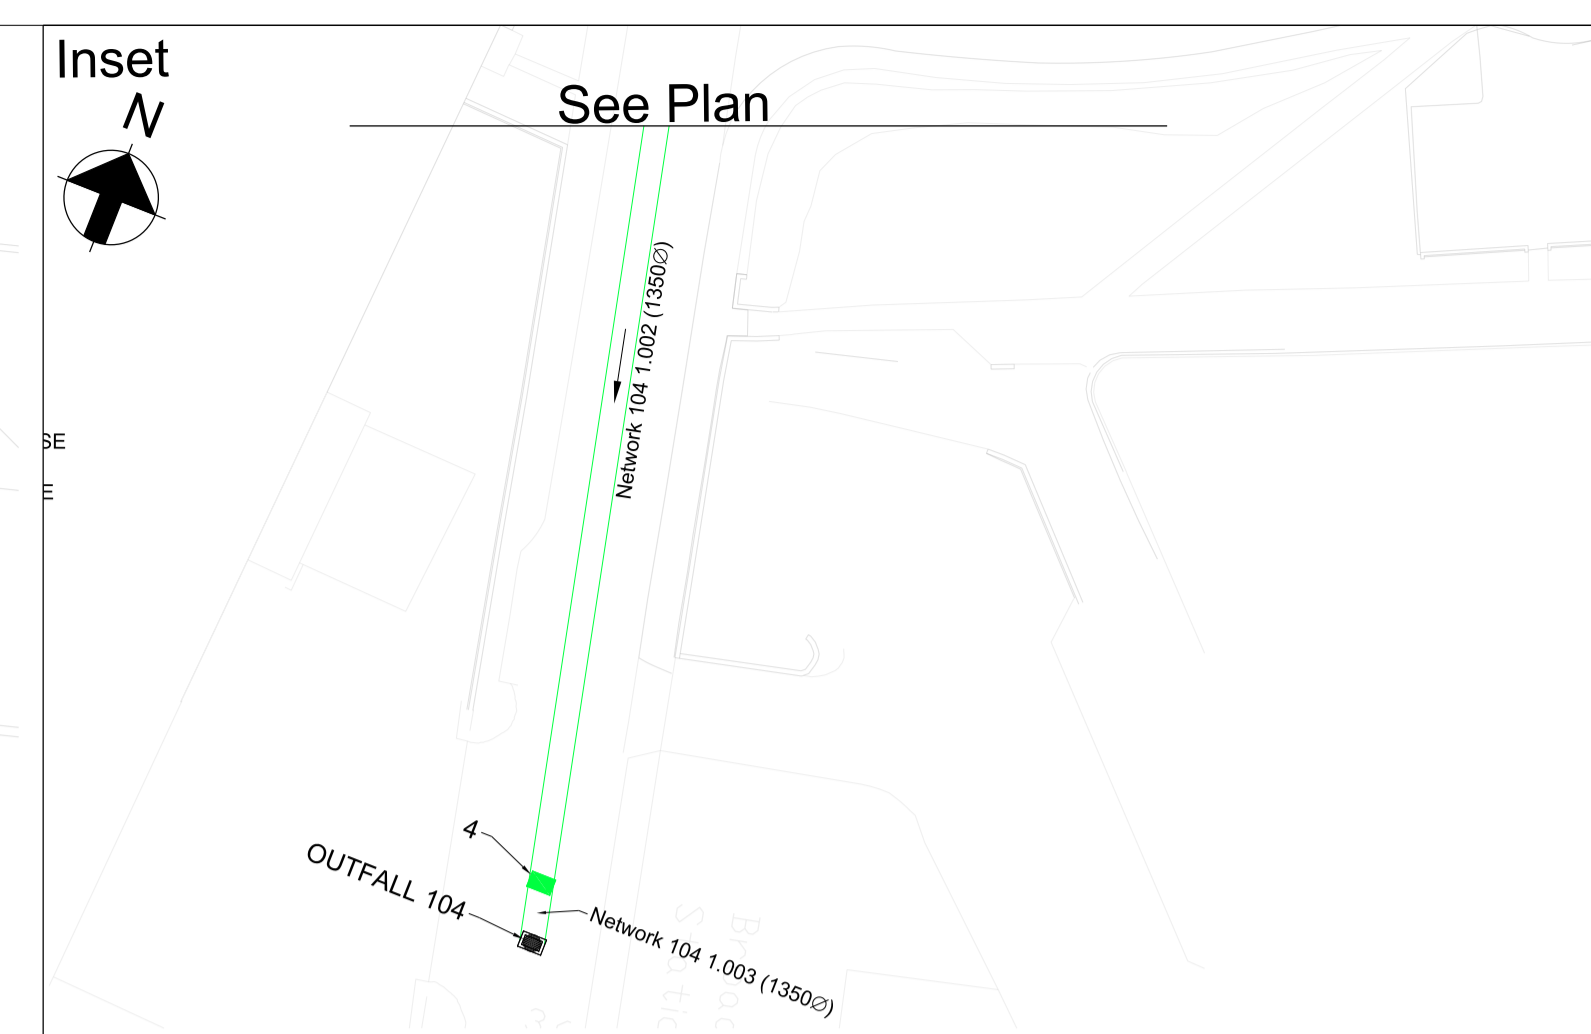 Inset
N
See Plan
Network 104 1.002 (1350Ø)
SE
E
4
OUTFALL 104
Network 104 1.003 (1350Ø)